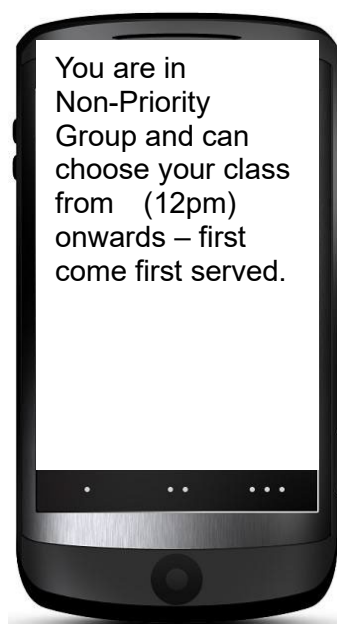 You are in
Non-Priority
Group and can
choose your class
from (12pm)
onwards – first
come first served.